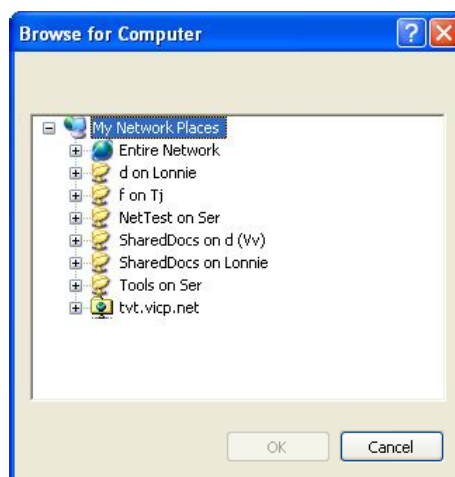 Browse for Computer
My Network Places
Entire Network
d on Lonnie
f on Tj
NetTest on Ser
SharedDocs on d (Vv)
SharedDocs on Lonnie
Tools on Ser
tvt.vicp.net
OK Cancel